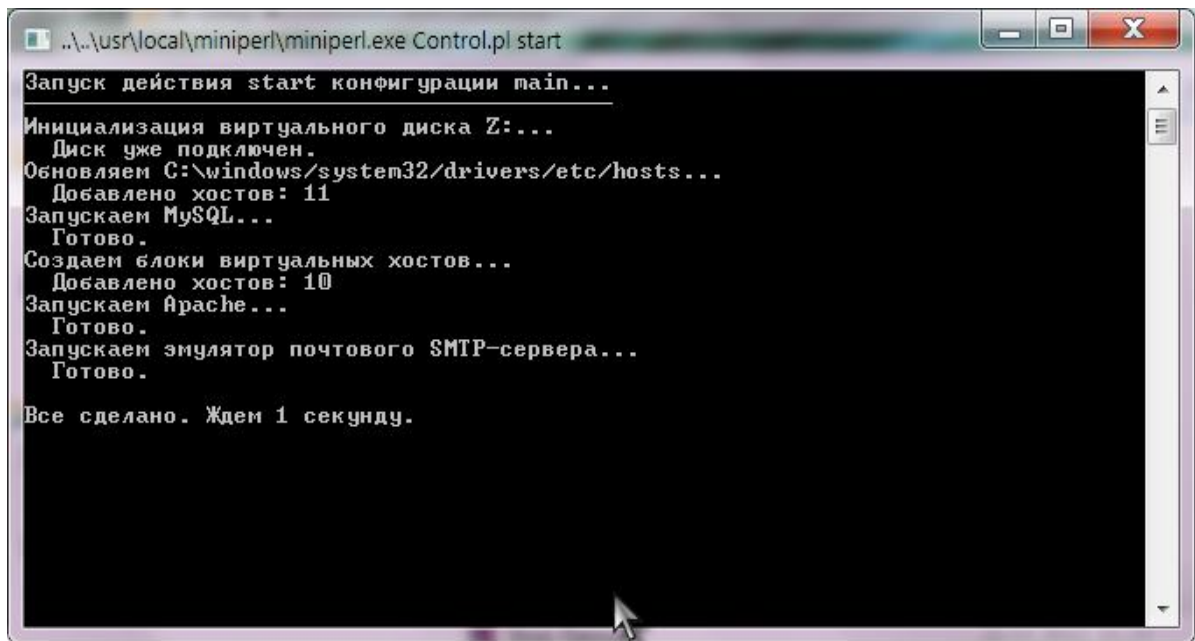 ..\..\usr\local\miniperl\miniperl.exe Control.pl start
Запуск действия start конфигурации main...
Инициализация виртуального диска Z:...
Диск уже подключен.
Обновляем C:\windows/system32/drivers/etc/hosts...
Добавлено хостов: 11
Запускаем MySQL...
Готово.
Создаем блоки виртуальных хостов...
Добавлено хостов: 10
Запускаем Apache...
Готово.
Запускаем эмулятор почтового SMTP-сервера...
Готово.
Все сделано. Ждем 1 секунду.